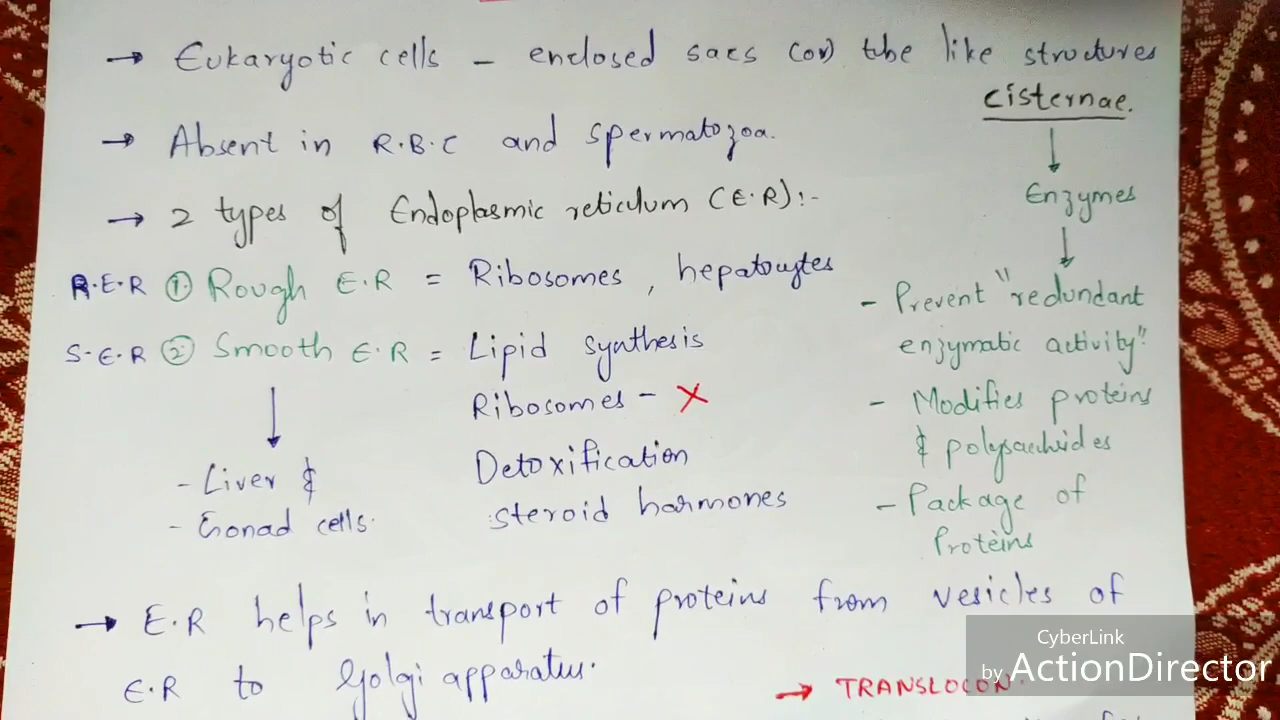 → Eukaryotic cells – enclosed sacs (or) tube like structures
cisternae.
→ Absent in R.B.C and spermatozoa.
Enzymes
→ 2 types of Endoplasmic reticulum (E.R):-
R.E.R ① Rough E.R = Ribosomes, hepatocytes
- Prevent "redundant
enzymatic activity".
S.E.R ② Smooth E.R = Lipid synthesis
Ribosomes - X
- Modifies proteins
& polysaccharides
Detoxification
steroid hormones
- Liver &
- Gonad cells.
- Package of
Proteins
→ E.R helps in transport of proteins from vesicles of
E.R to Golgi apparatus.
→ TRANSLOCON.
CyberLink
by ActionDirector